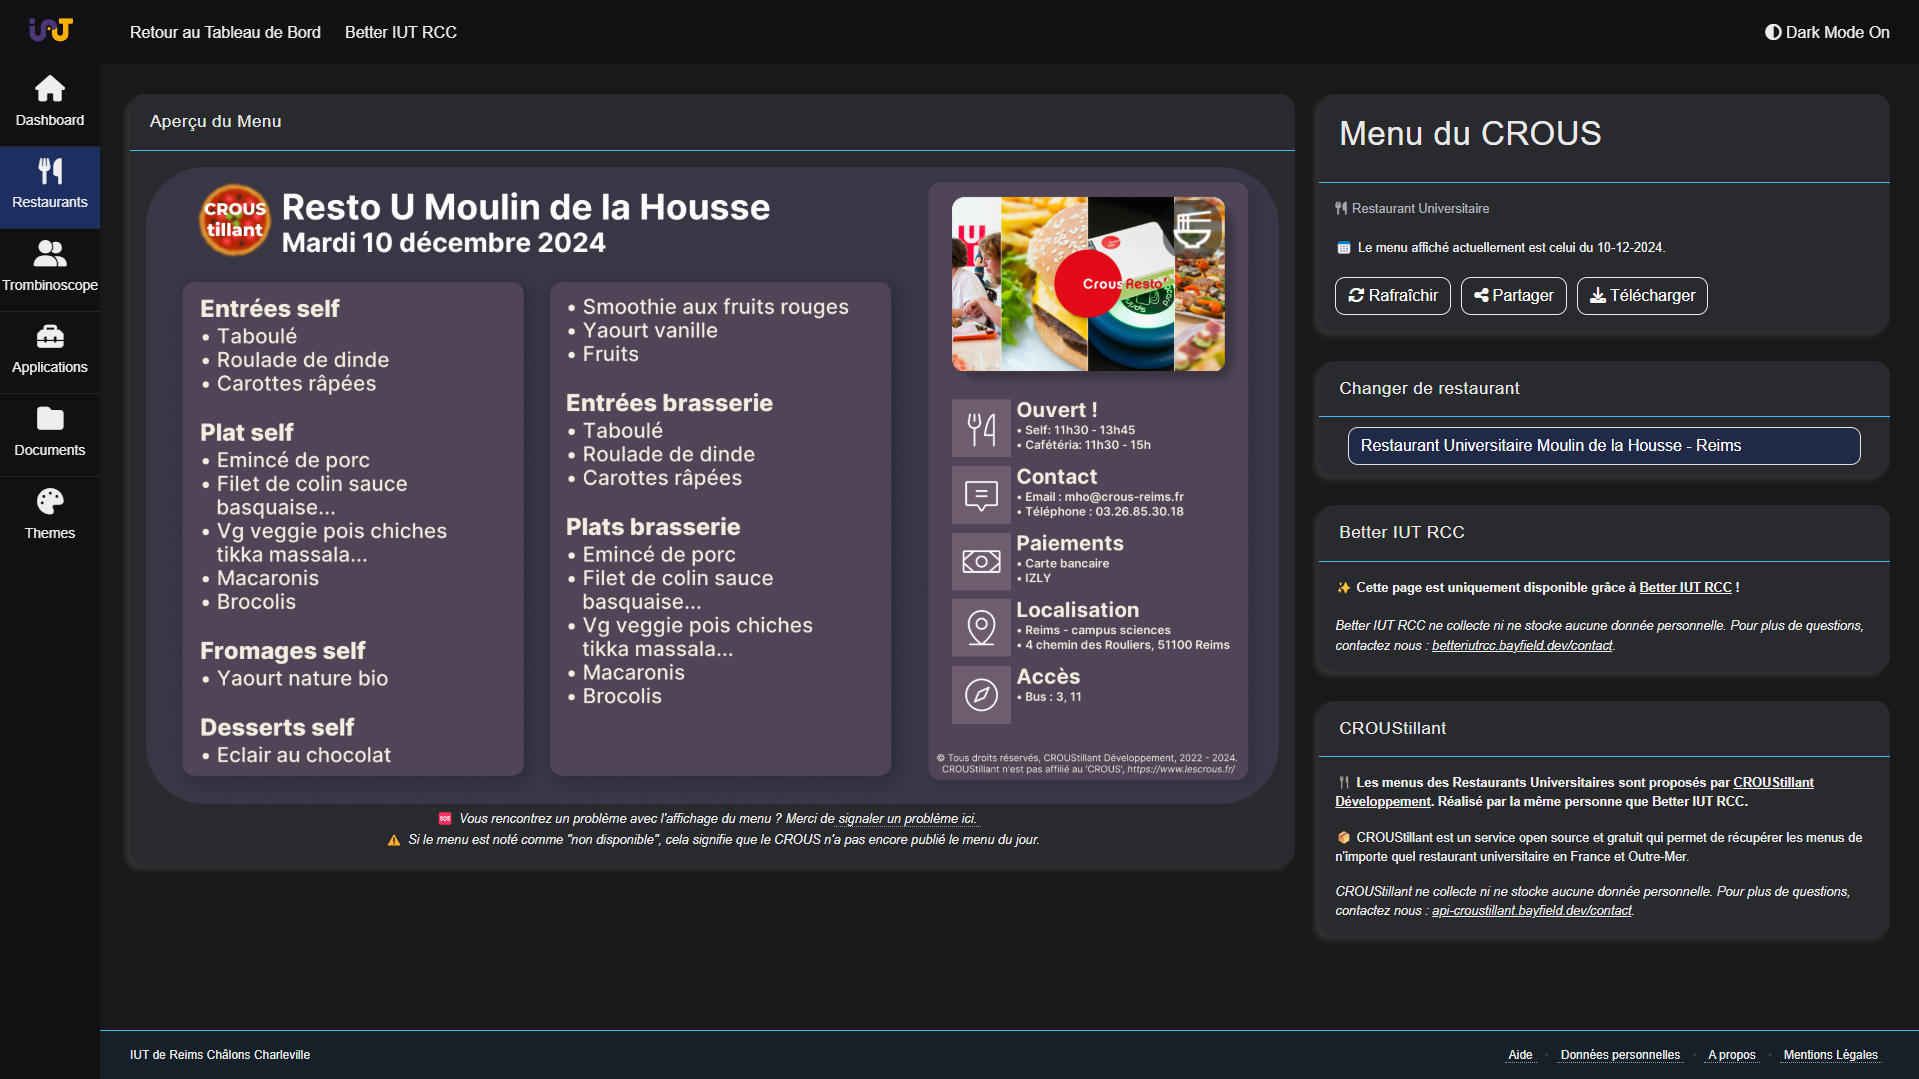 Retour au Tableau de Bord
Better IUT RCC
Dark Mode On
Dashboard
Restaurants
Trombinoscope
Applications
Documents
Themes
Aperçu du Menu
CROUS
tillant
Resto U Moulin de la Housse
Mardi 10 décembre 2024
Entrées self
• Taboulé
• Roulade de dinde
• Carottes râpées
Plat self
• Emincé de porc
• Filet de colin sauce
basquaise...
• Vg veggie pois chiches
tikka massala...
• Macaronis
• Brocolis
Fromages self
• Yaourt nature bio
Desserts self
• Eclair au chocolat
• Smoothie aux fruits rouges
• Yaourt vanille
• Fruits
Entrées brasserie
• Taboulé
• Roulade de dinde
• Carottes râpées
Plats brasserie
• Emincé de porc
• Filet de colin sauce
basquaise...
• Vg veggie pois chiches
tikka massala...
• Macaronis
• Brocolis
Crous Resto'
Ouvert !
• Self: 11h30 - 13h45
• Cafétéria: 11h30 - 15h
Contact
• Email : mho@crous-reims.fr
• Téléphone : 03.26.85.30.18
Paiements
• Carte bancaire
• IZLY
Localisation
• Reims - campus sciences
• 4 chemin des Rouliers, 51100 Reims
Accès
• Bus : 3, 11
© Tous droits réservés, CROUStillant Développement, 2022 - 2024.
CROUStillant n'est pas affilié au 'CROUS', https://www.lescrous.fr/
🆘 Vous rencontrez un problème avec l'affichage du menu ? Merci de signaler un problème ici.
⚠️ Si le menu est noté comme "non disponible", cela signifie que le CROUS n'a pas encore publié le menu du jour.
Menu du CROUS
Restaurant Universitaire
Le menu affiché actuellement est celui du 10-12-2024.
Rafraîchir
Partager
Télécharger
Changer de restaurant
Restaurant Universitaire Moulin de la Housse - Reims
Better IUT RCC
✨ Cette page est uniquement disponible grâce à Better IUT RCC !
Better IUT RCC ne collecte ni ne stocke aucune donnée personnelle. Pour plus de questions,
contactez nous : betteriutrcc.bayfield.dev/contact.
CROUStillant
🍴 Les menus des Restaurants Universitaires sont proposés par CROUStillant
Développement. Réalisé par la même personne que Better IUT RCC.
📦 CROUStillant est un service open source et gratuit qui permet de récupérer les menus de
n'importe quel restaurant universitaire en France et Outre-Mer.
CROUStillant ne collecte ni ne stocke aucune donnée personnelle. Pour plus de questions,
contactez nous : api-croustillant.bayfield.dev/contact.
IUT de Reims Châlons Charleville
Aide
Données personnelles
A propos
Mentions Légales